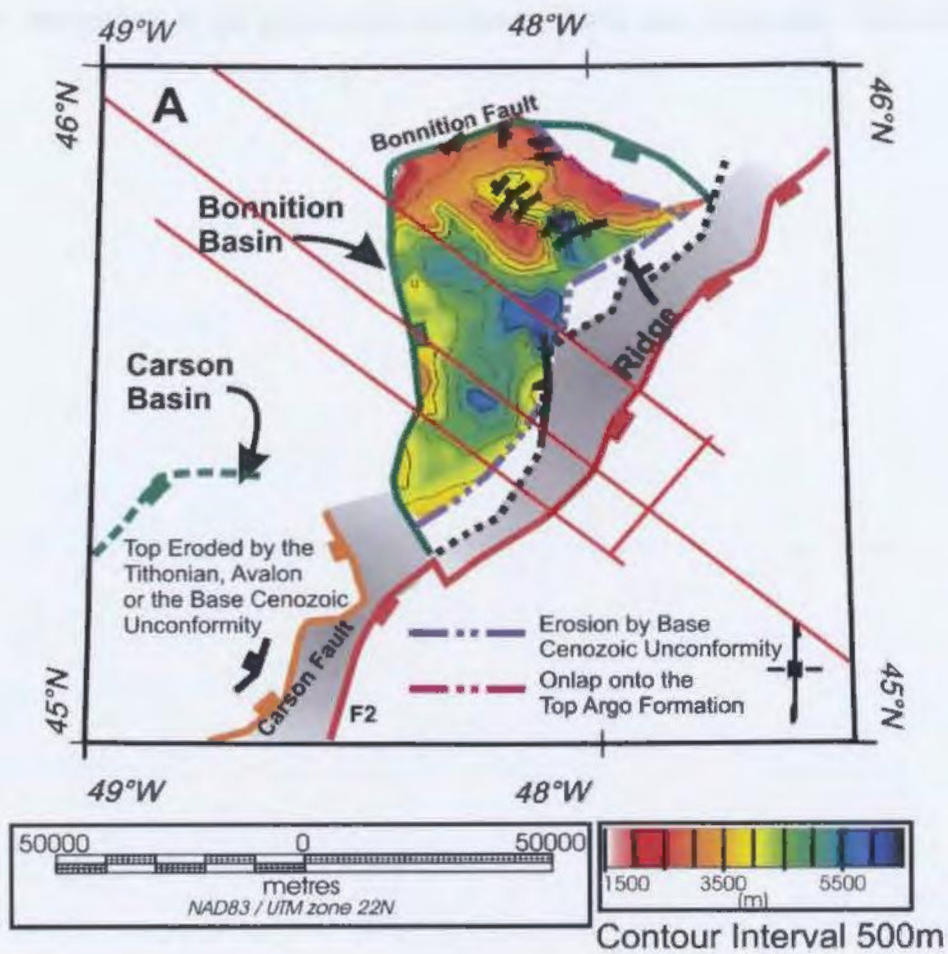 49°W
48°W
46°N
46°N
A
Bonnition Fault
Bonnition
Basin
Carson
Basin
Ridge
Top Eroded by the
Tithonian, Avalon
or the Base Cenozoic
Unconformity
Erosion by Base
Cenozoic Unconformity
Onlap onto the
Top Argo Formation
Carson Fault
F2
45°N
45°N
49°W
48°W
50000 0 50000
metres
NAD83 / UTM zone 22N
1500 3500 5500
(m)
Contour Interval 500m